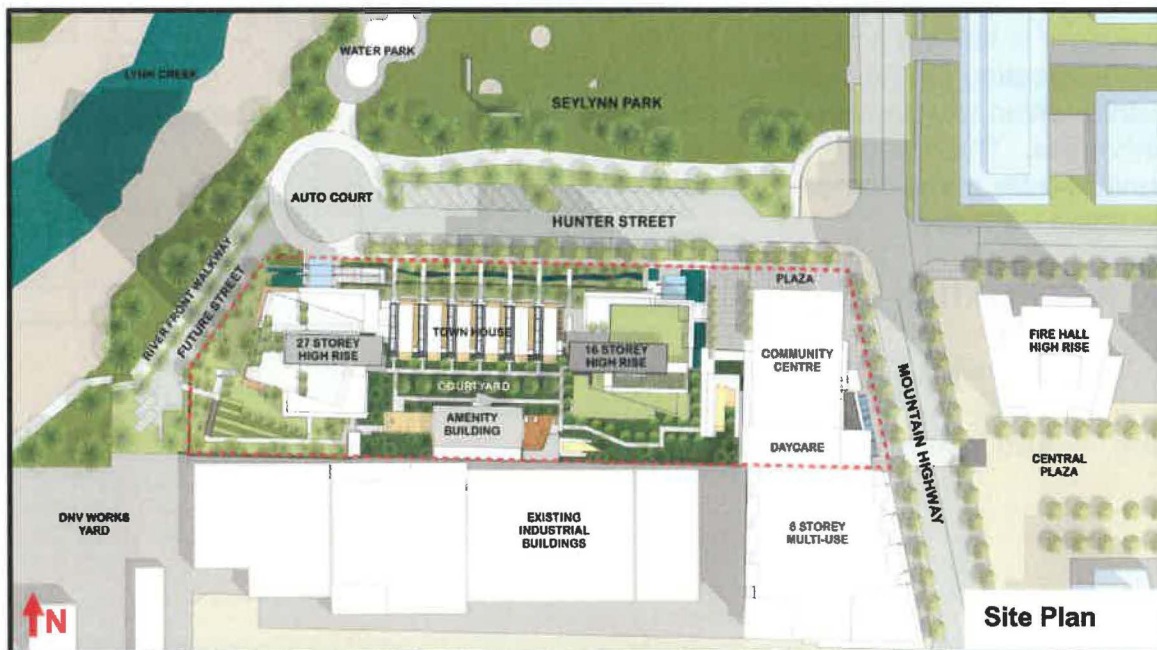 LYNN CREEK
WATER PARK
SEYLYNN PARK
AUTO COURT
HUNTER STREET
RIVER FRONT WALKWAY
FUTURE STREET
PLAZA
TOWN HOUSE
27 STOREY
HIGH RISE
16 STOREY
HIGH RISE
COMMUNITY
CENTRE
FIRE HALL
HIGH RISE
COURTYARD
AMENITY
BUILDING
MOUNTAIN HIGHWAY
DAYCARE
CENTRAL
PLAZA
DNV WORKS
YARD
EXISTING
INDUSTRIAL
BUILDINGS
6 STOREY
MULTI-USE
N
Site Plan